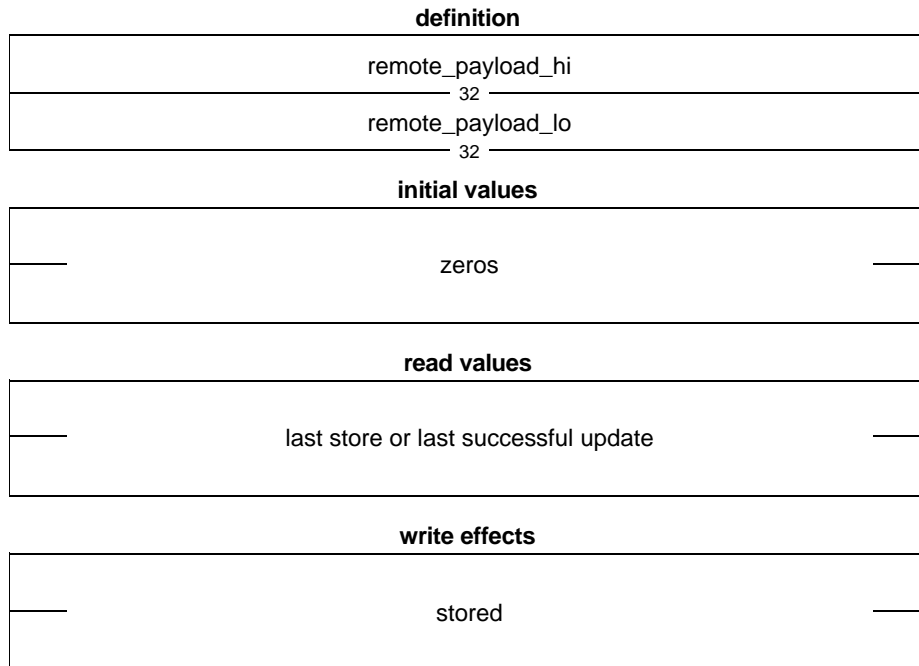 definition
remote_payload_hi
32
remote_payload_lo
32
initial values
zeros
read values
last store or last successful update
write effects
stored